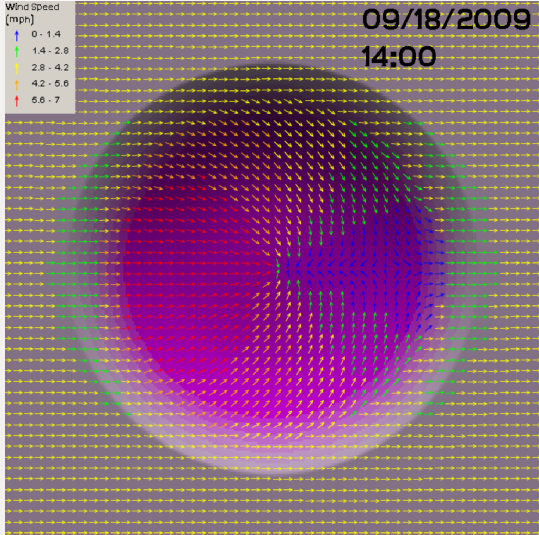 Wind Speed
(mph)
0 - 1.4
1.4 - 2.8
2.8 - 4.2
4.2 - 5.6
5.6 - 7
09/18/2009
14:00